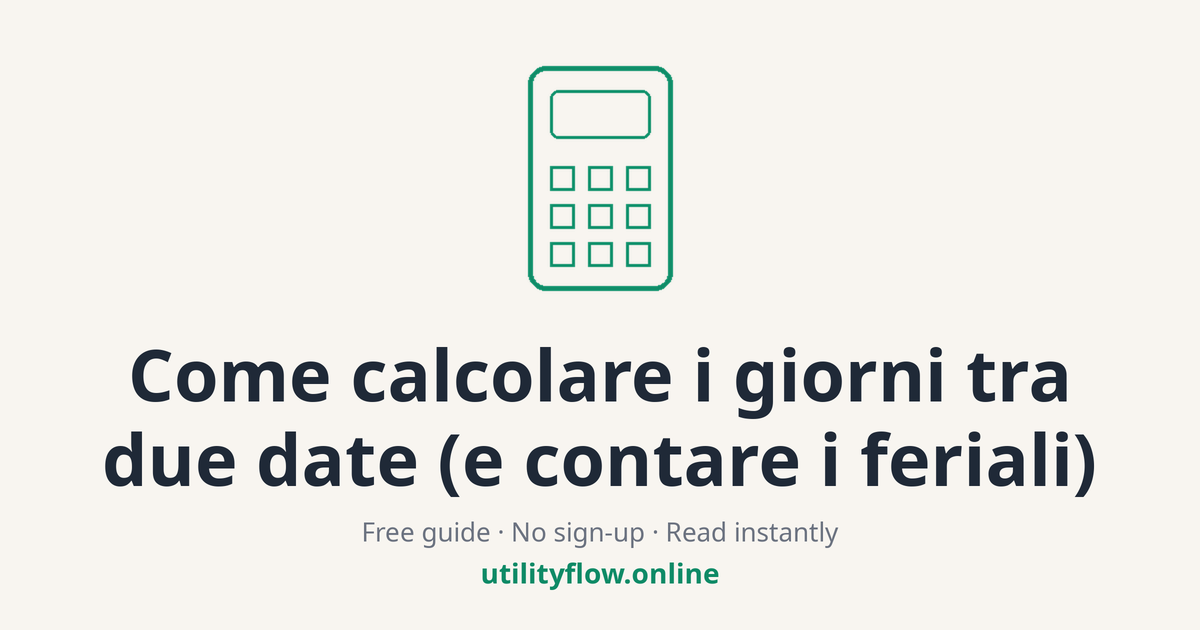 Come calcolare i giorni tra
due date (e contare i feriali)
Free guide · No sign-up · Read instantly
utilityflow.online